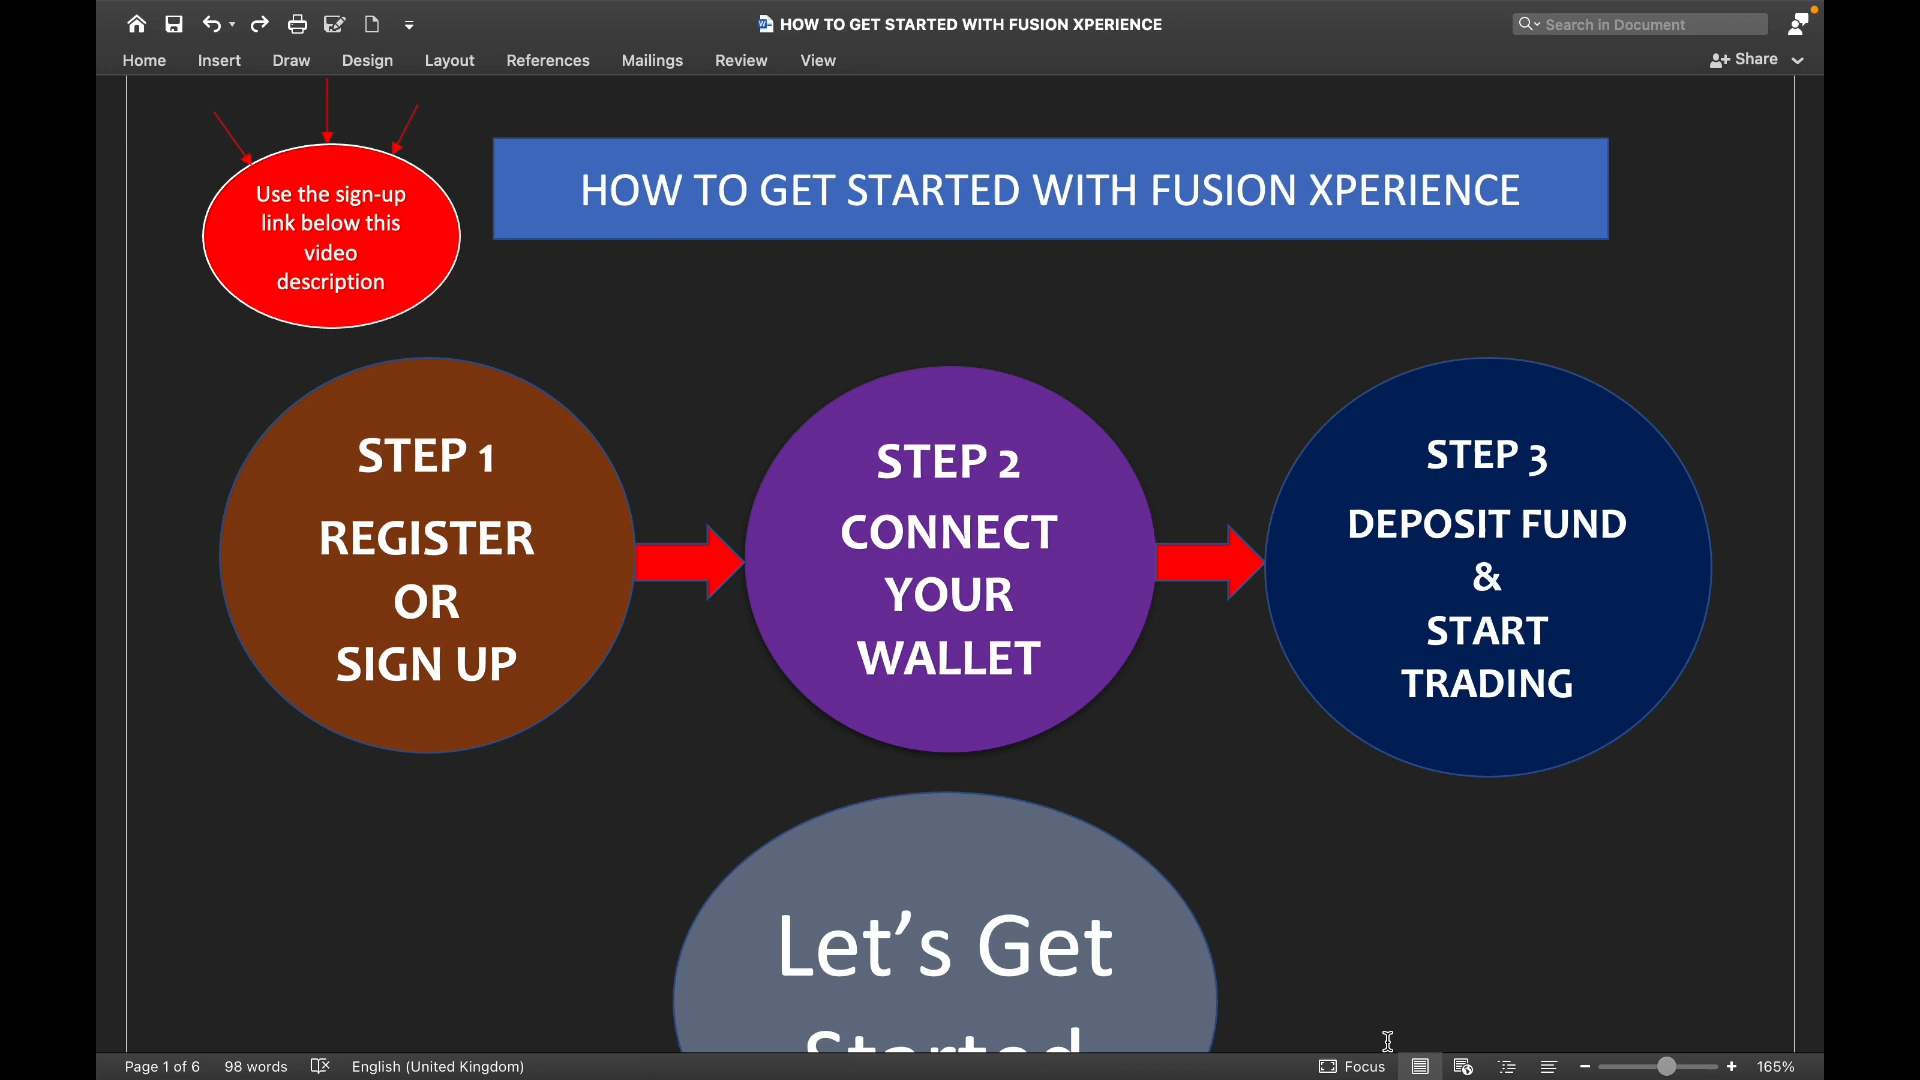 HOW TO GET STARTED WITH FUSION XPERIENCE
Search in Document
Home Insert Draw Design Layout References Mailings Review View
Share
Use the sign-up
link below this
video
description
HOW TO GET STARTED WITH FUSION XPERIENCE
STEP 1
REGISTER
OR
SIGN UP
STEP 2
CONNECT
YOUR
WALLET
STEP 3
DEPOSIT FUND
&
START
TRADING
Let's Get
Started
Page 1 of 6 98 words English (United Kingdom) Focus 165%